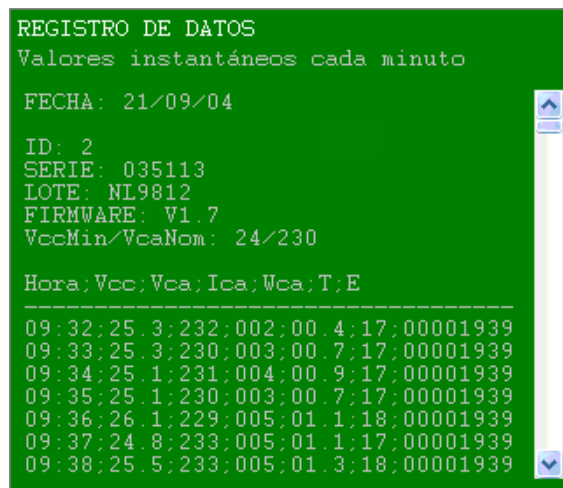 REGISTRO DE DATOS
Valores instantáneos cada minuto
FECHA: 21/09/04
ID: 2
SERIE: 035113
LOTE: NL9812
FIRMWARE: V1.7
VccMin/VcaNom: 24/230
Hora;Vcc;Vca;Ica;Wca;T;E
09:32;25.3;232;002;00.4;17;00001939
09:33;25.3;230;003;00.7;17;00001939
09:34;25.1;231;004;00.9;17;00001939
09:35;25.1;230;003;00.7;17;00001939
09:36;26.1;229;005;01.1;18;00001939
09:37;24.8;233;005;01.1;17;00001939
09:38;25.5;233;005;01.3;18;00001939